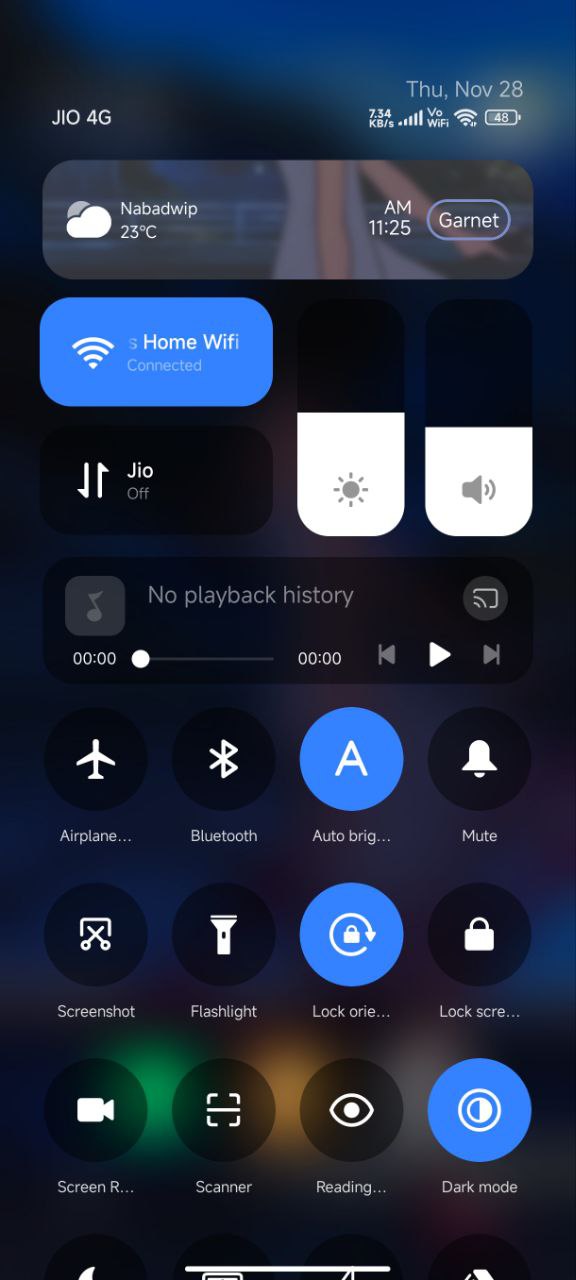 Thu, Nov 28
JIO 4G
7.34 KB/s Vo WiFi 48
Nabadwip
23°C
AM
11:25
Garnet
s Home Wifi
Connected
Jio
Off
No playback history
00:00 00:00
Airplane... Bluetooth Auto brig... Mute
Screenshot Flashlight Lock orie... Lock scre...
Screen R... Scanner Reading... Dark mode